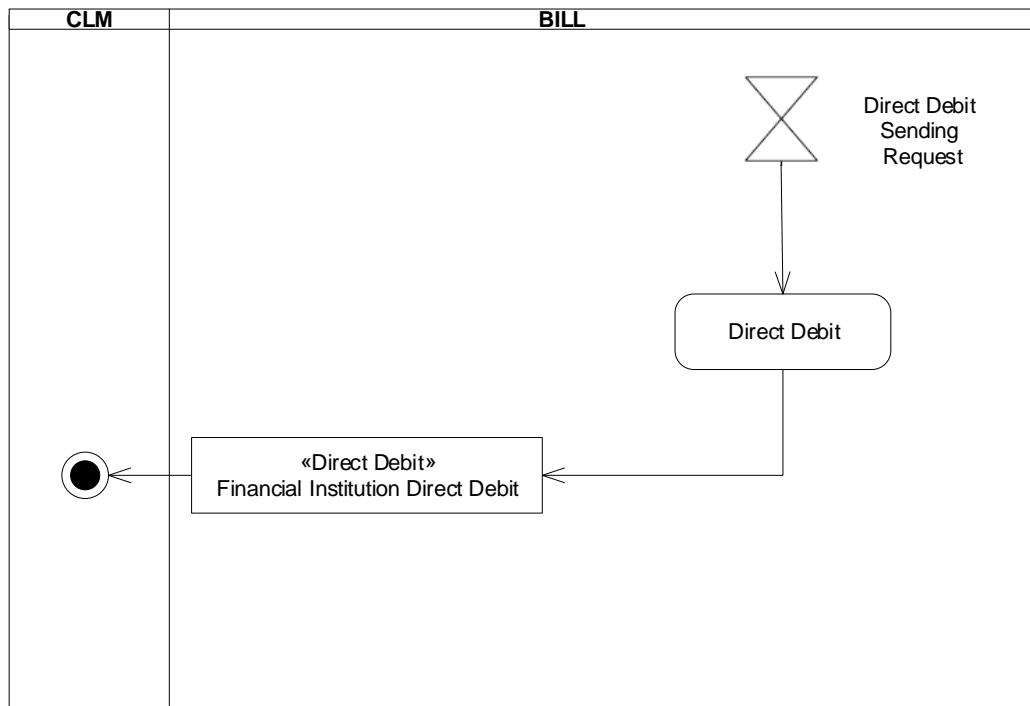 CLM
BILL
Direct Debit
Sending
Request
Direct Debit
«Direct Debit»
Financial Institution Direct Debit